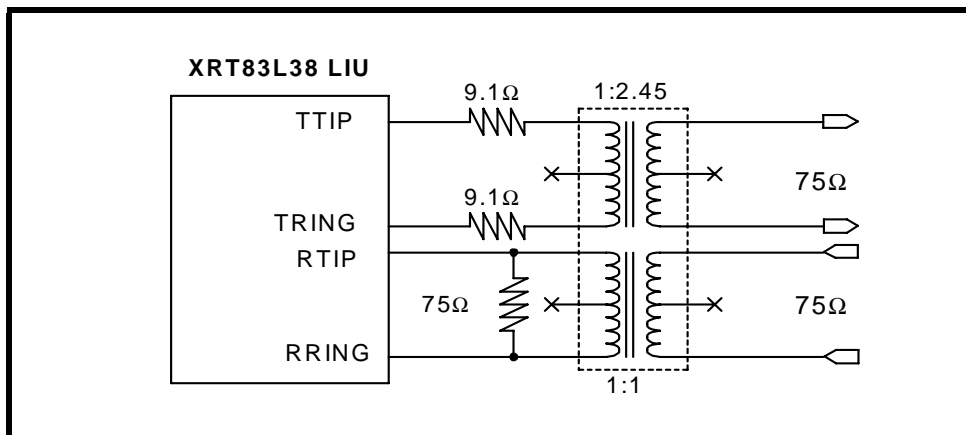 XRT83L38 LIU
9.1Ω
1:2.45
TTIP
75Ω
9.1Ω
TRING
RTIP
75Ω
75Ω
RRING
1:1